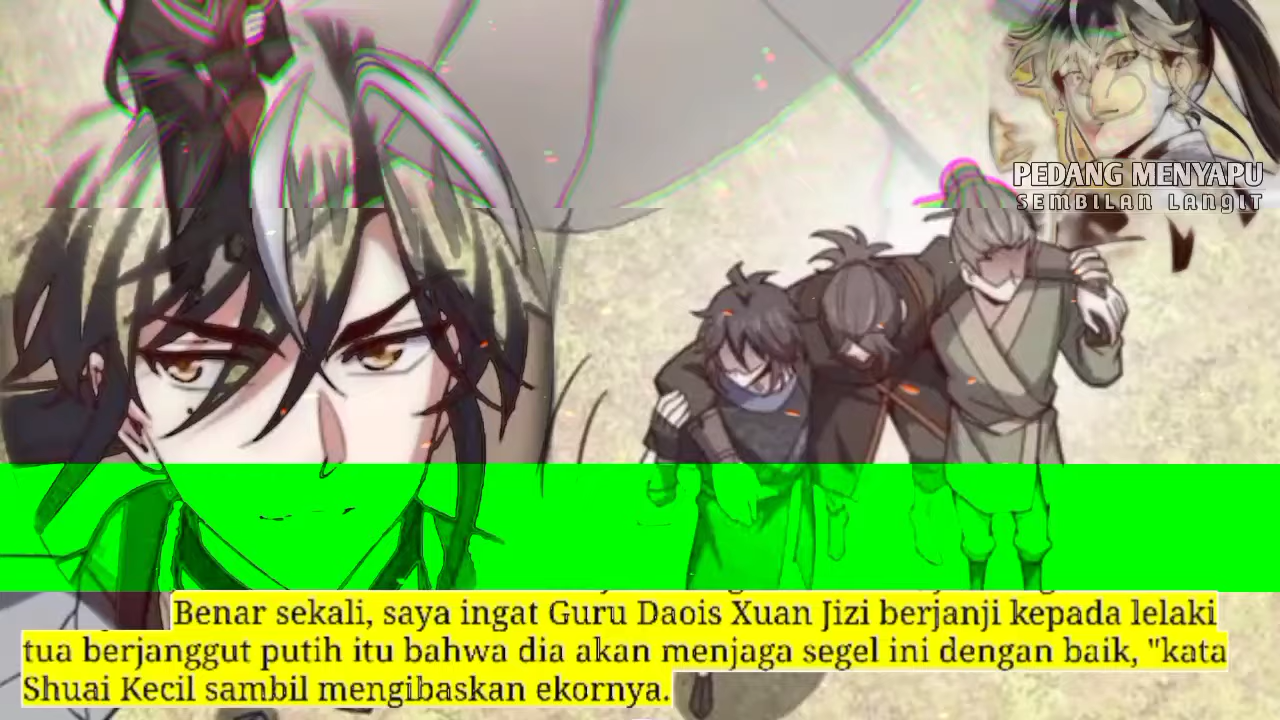 PEDANG MENYAPU
SEMBILAN LANGIT
Benar sekali, saya ingat Guru Daois Xuan Jizi berjanji kepada lelaki
tua berjanggut putih itu bahwa dia akan menjaga segel ini dengan baik, "kata
Shuai Kecil sambil mengibaskan ekornya.